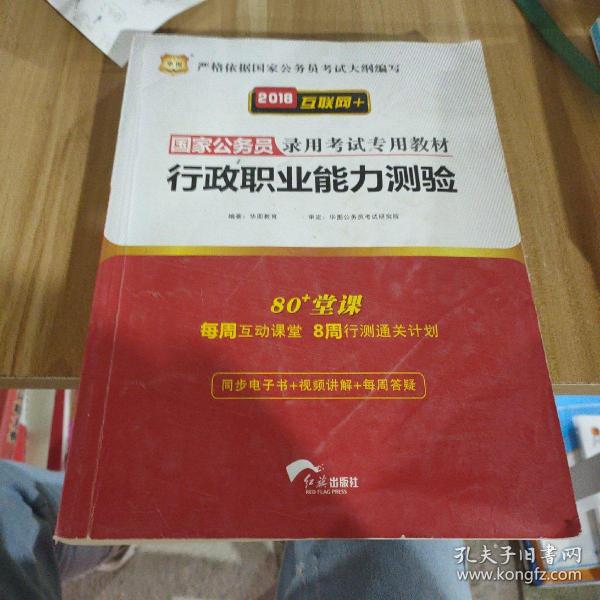 华图
严格依据国家公务员考试大纲编写
2018 互联网+
国家公务员 录用考试专用教材
行政职业能力测验
编著：华图教育 审定：华图公务员考试研究院
80+堂课
每周互动课堂 8周行测通关计划
同步电子书+视频讲解+每周答疑
红旗出版社
RED FLAG PRESS
孔夫子旧书网
www.kongfz.com